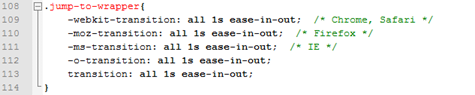 108 .jump-to-wrapper{
109 -webkit-transition: all 1s ease-in-out; /* Chrome, Safari */
110 -moz-transition: all 1s ease-in-out; /* Firefox */
111 -ms-transition: all 1s ease-in-out; /* IE */
112 -o-transition: all 1s ease-in-out;
113 transition: all 1s ease-in-out;
114 }